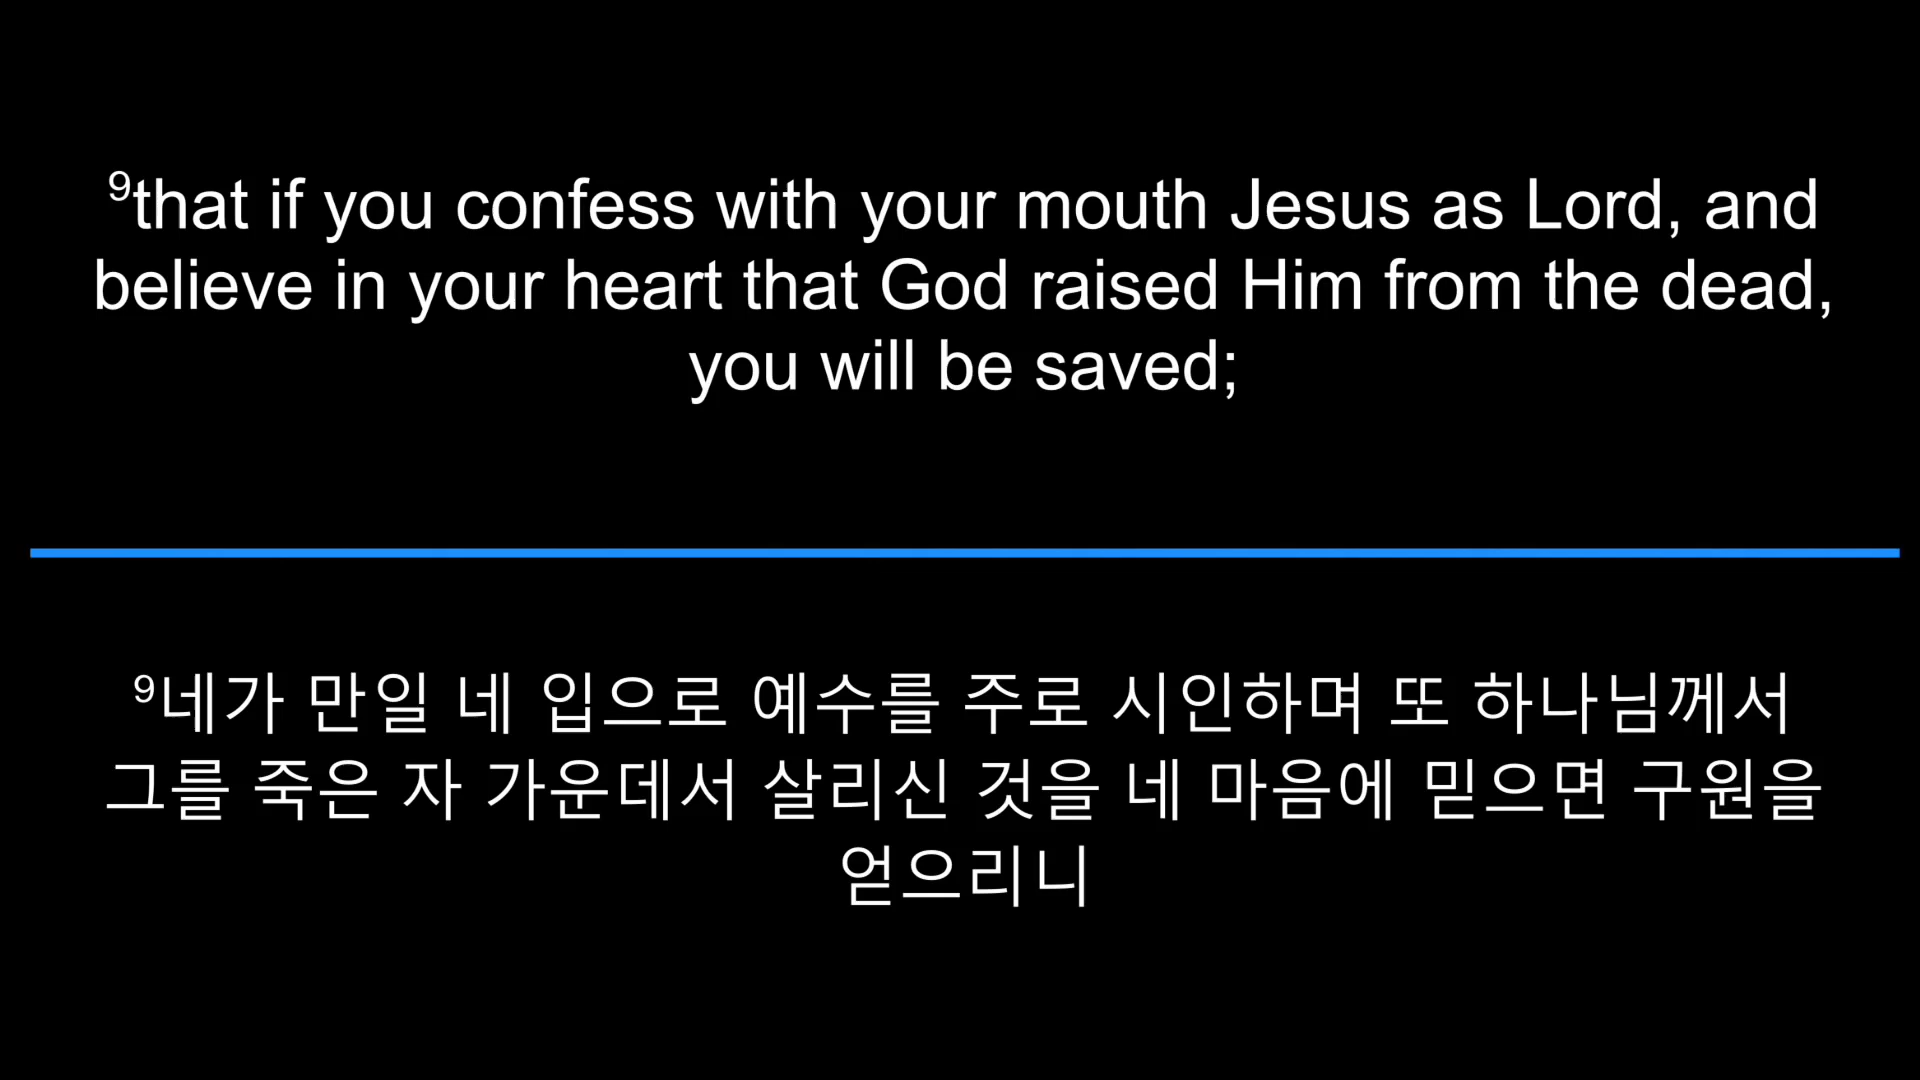 ⁹that if you confess with your mouth Jesus as Lord, and
believe in your heart that God raised Him from the dead,
you will be saved;
⁹네가 만일 네 입으로 예수를 주로 시인하며 또 하나님께서
그를 죽은 자 가운데서 살리신 것을 네 마음에 믿으면 구원을
얻으리니